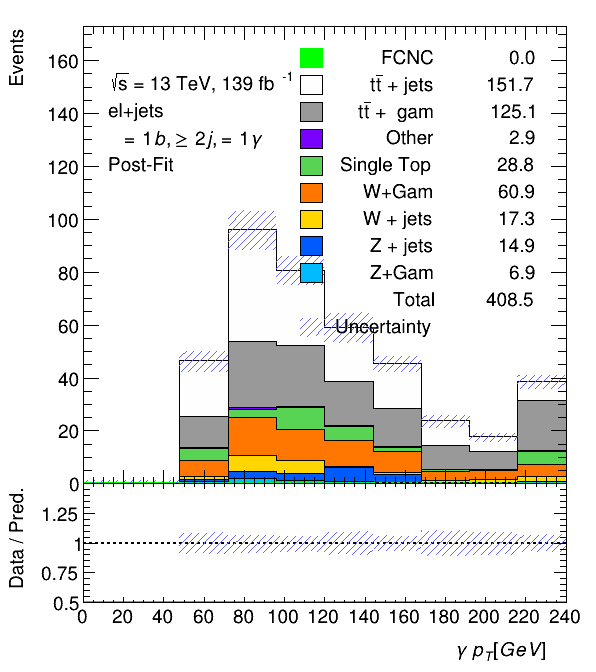 Events
160
140
120
100
80
60
40
20
0
√s = 13 TeV, 139 fb⁻¹
el+jets
= 1b, ≥ 2j, = 1γ
Post-Fit
FCNC 0.0
tt̄ + jets 151.7
tt̄ + gam 125.1
Other 2.9
Single Top 28.8
W+Gam 60.9
W + jets 17.3
Z + jets 14.9
Z+Gam 6.9
Total 408.5
Uncertainty
Data / Pred.
1.25
1
0.75
0.5
0 20 40 60 80 100 120 140 160 180 200 220 240
γ p_T[GeV]